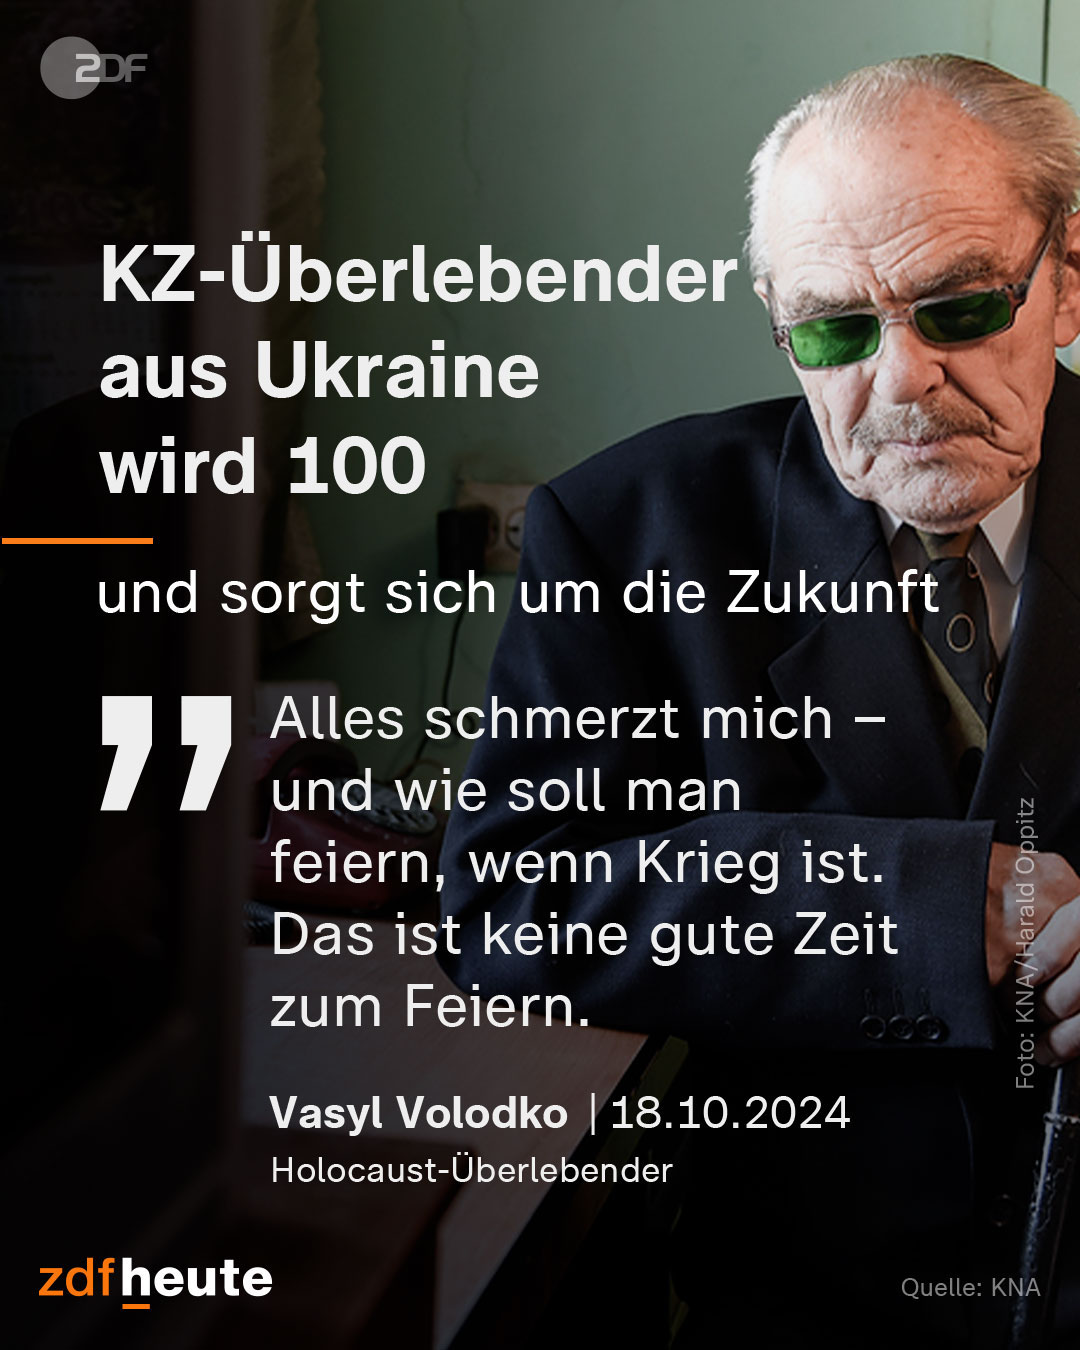 ZDF
KZ-Überlebender
aus Ukraine
wird 100
und sorgt sich um die Zukunft
" Alles schmerzt mich –
und wie soll man
feiern, wenn Krieg ist.
Das ist keine gute Zeit
zum Feiern.
Vasyl Volodko | 18.10.2024
Holocaust-Überlebender
Foto: KNA/Harald Oppitz
zdfheute
Quelle: KNA